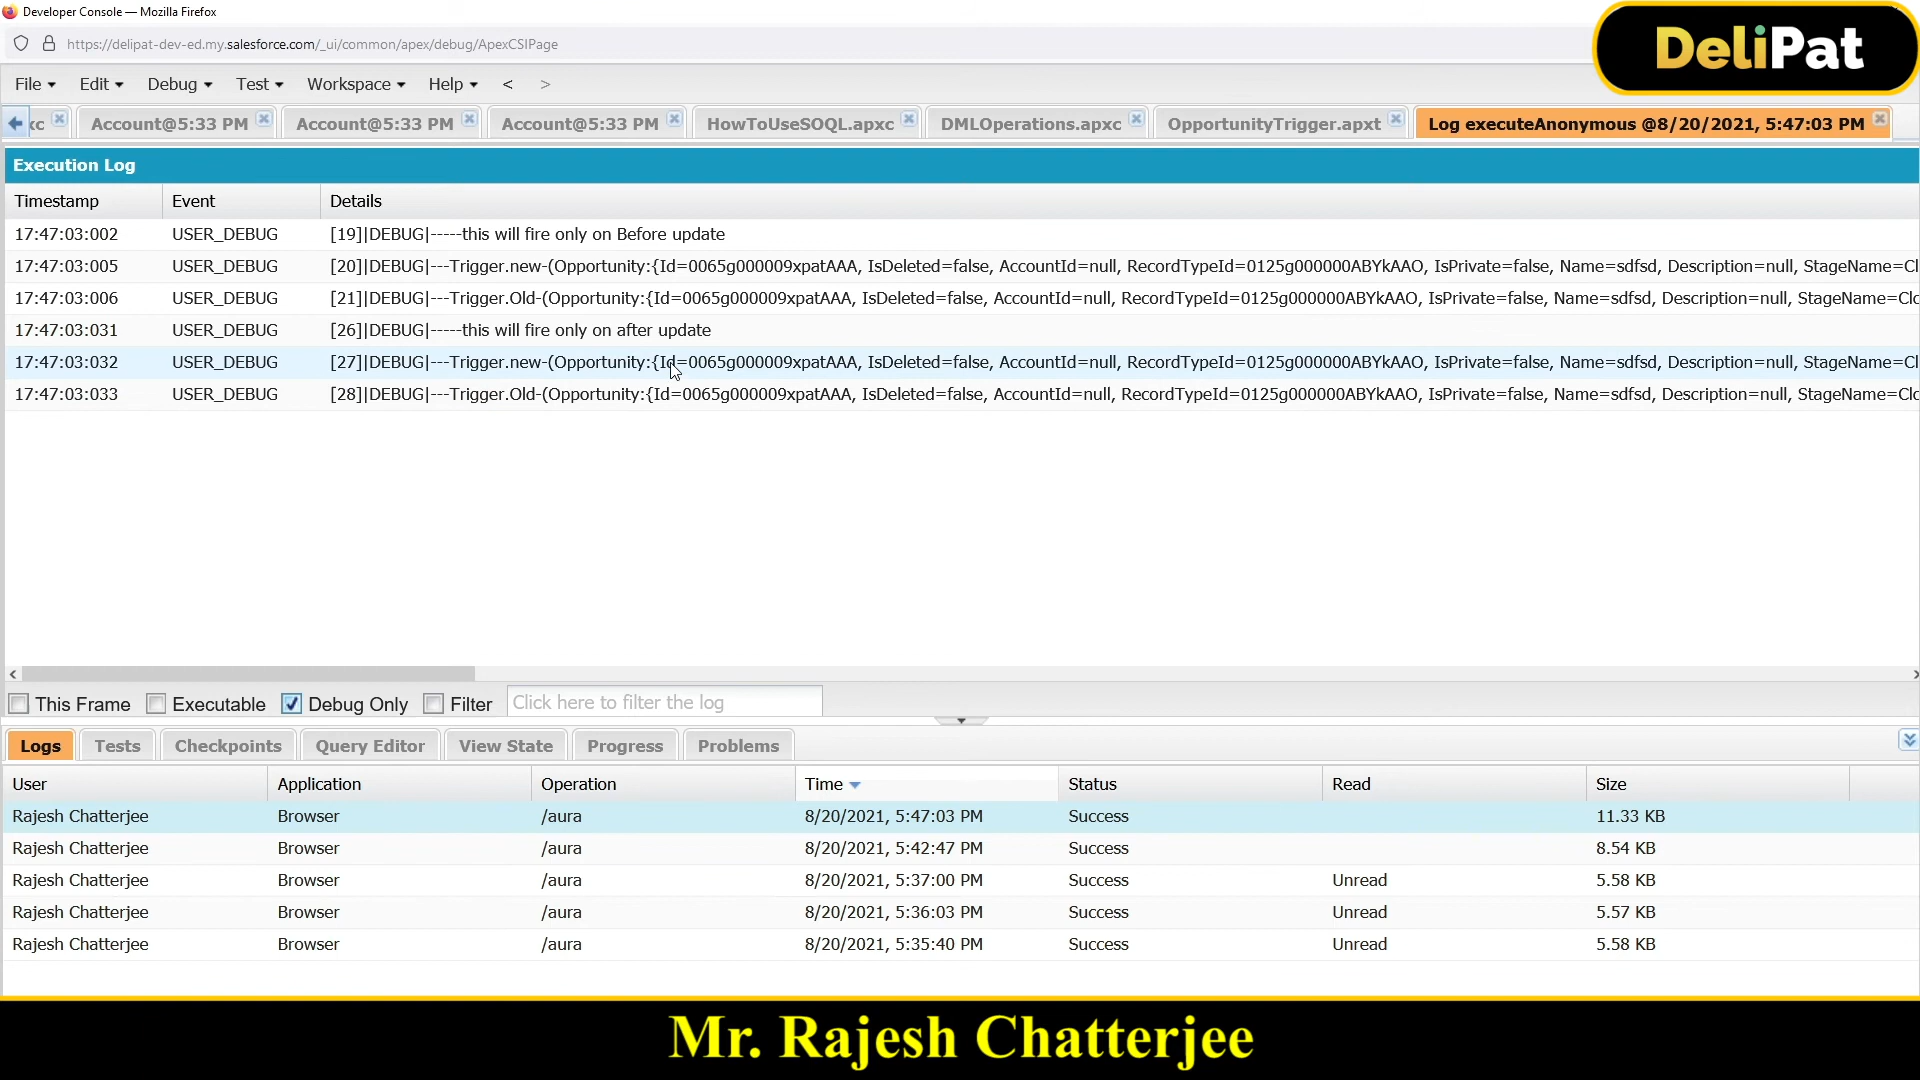 Developer Console — Mozilla Firefox
https://delipat-dev-ed.my.salesforce.com/_ui/common/apex/debug/ApexCSIPage
DeliPat
File Edit Debug Test Workspace Help < >
xc Account@5:33 PM Account@5:33 PM Account@5:33 PM HowToUseSOQL.apxc DMLOperations.apxc OpportunityTrigger.apxt Log executeAnonymous @8/20/2021, 5:47:03 PM
Execution Log
Timestamp Event Details
17:47:03:002 USER_DEBUG [19]|DEBUG|-----this will fire only on Before update
17:47:03:005 USER_DEBUG [20]|DEBUG|---Trigger.new-(Opportunity:{Id=0065g000009xpatAAA, IsDeleted=false, AccountId=null, RecordTypeId=0125g000000ABYkAAO, IsPrivate=false, Name=sdfsd, Description=null, StageName=Cl
17:47:03:006 USER_DEBUG [21]|DEBUG|---Trigger.Old-(Opportunity:{Id=0065g000009xpatAAA, IsDeleted=false, AccountId=null, RecordTypeId=0125g000000ABYkAAO, IsPrivate=false, Name=sdfsd, Description=null, StageName=Clc
17:47:03:031 USER_DEBUG [26]|DEBUG|-----this will fire only on after update
17:47:03:032 USER_DEBUG [27]|DEBUG|---Trigger.new-(Opportunity:{Id=0065g000009xpatAAA, IsDeleted=false, AccountId=null, RecordTypeId=0125g000000ABYkAAO, IsPrivate=false, Name=sdfsd, Description=null, StageName=Cl
17:47:03:033 USER_DEBUG [28]|DEBUG|---Trigger.Old-(Opportunity:{Id=0065g000009xpatAAA, IsDeleted=false, AccountId=null, RecordTypeId=0125g000000ABYkAAO, IsPrivate=false, Name=sdfsd, Description=null, StageName=Clc
This Frame Executable Debug Only Filter Click here to filter the log
Logs Tests Checkpoints Query Editor View State Progress Problems
User Application Operation Time Status Read Size
Rajesh Chatterjee Browser /aura 8/20/2021, 5:47:03 PM Success 11.33 KB
Rajesh Chatterjee Browser /aura 8/20/2021, 5:42:47 PM Success 8.54 KB
Rajesh Chatterjee Browser /aura 8/20/2021, 5:37:00 PM Success Unread 5.58 KB
Rajesh Chatterjee Browser /aura 8/20/2021, 5:36:03 PM Success Unread 5.57 KB
Rajesh Chatterjee Browser /aura 8/20/2021, 5:35:40 PM Success Unread 5.58 KB
Mr. Rajesh Chatterjee